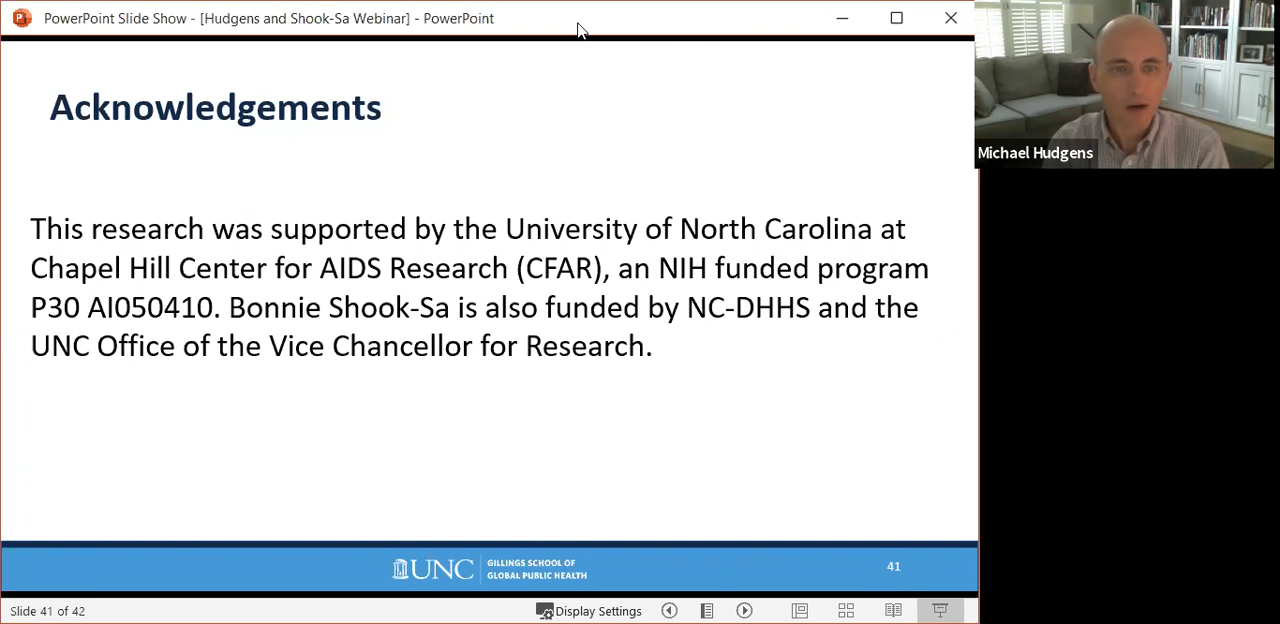 PowerPoint Slide Show - [Hudgens and Shook-Sa Webinar] - PowerPoint
Michael Hudgens
Acknowledgements
This research was supported by the University of North Carolina at
Chapel Hill Center for AIDS Research (CFAR), an NIH funded program
P30 AI050410. Bonnie Shook-Sa is also funded by NC-DHHS and the
UNC Office of the Vice Chancellor for Research.
UNC
GILLINGS SCHOOL OF
GLOBAL PUBLIC HEALTH
41
Slide 41 of 42
Display Settings